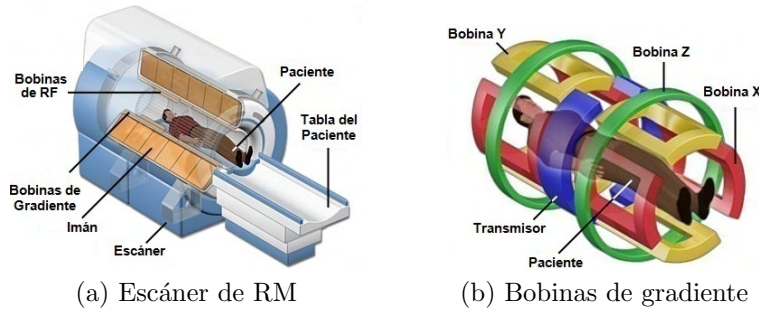 Bobinas
de RF
Paciente
Tabla del
Paciente
Bobinas de
Gradiente
Imán
Escáner
(a) Escáner de RM
Bobina Y
Bobina Z
Bobina X
Transmisor
Paciente
(b) Bobinas de gradiente